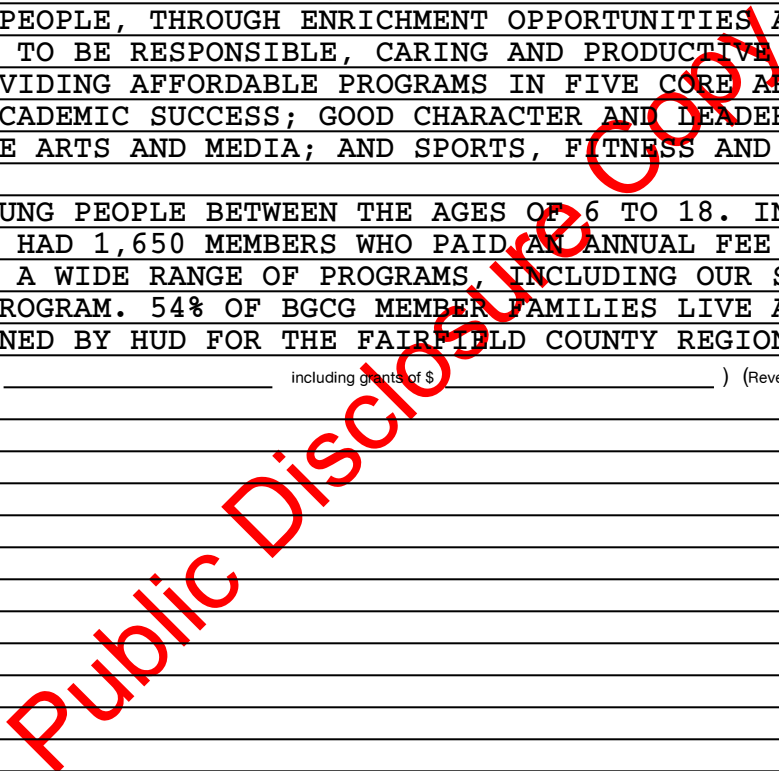 PEOPLE, THROUGH ENRICHMENT OPPORTUNITIES
TO BE RESPONSIBLE, CARING AND PRODUCTIVE
VIDING AFFORDABLE PROGRAMS IN FIVE CORE
CADEMIC SUCCESS; GOOD CHARACTER AND LEADE
E ARTS AND MEDIA; AND SPORTS, FITNESS AND
UNG PEOPLE BETWEEN THE AGES OF 6 TO 18. IN
HAD 1,650 MEMBERS WHO PAID AN ANNUAL FEE
A WIDE RANGE OF PROGRAMS, INCLUDING OUR S
ROGRAM. 54% OF BGCG MEMBER FAMILIES LIVE A
NED BY HUD FOR THE FAIRFIELD COUNTY REGION
including grants of $ ) (Reve
Public Disclosure Copy